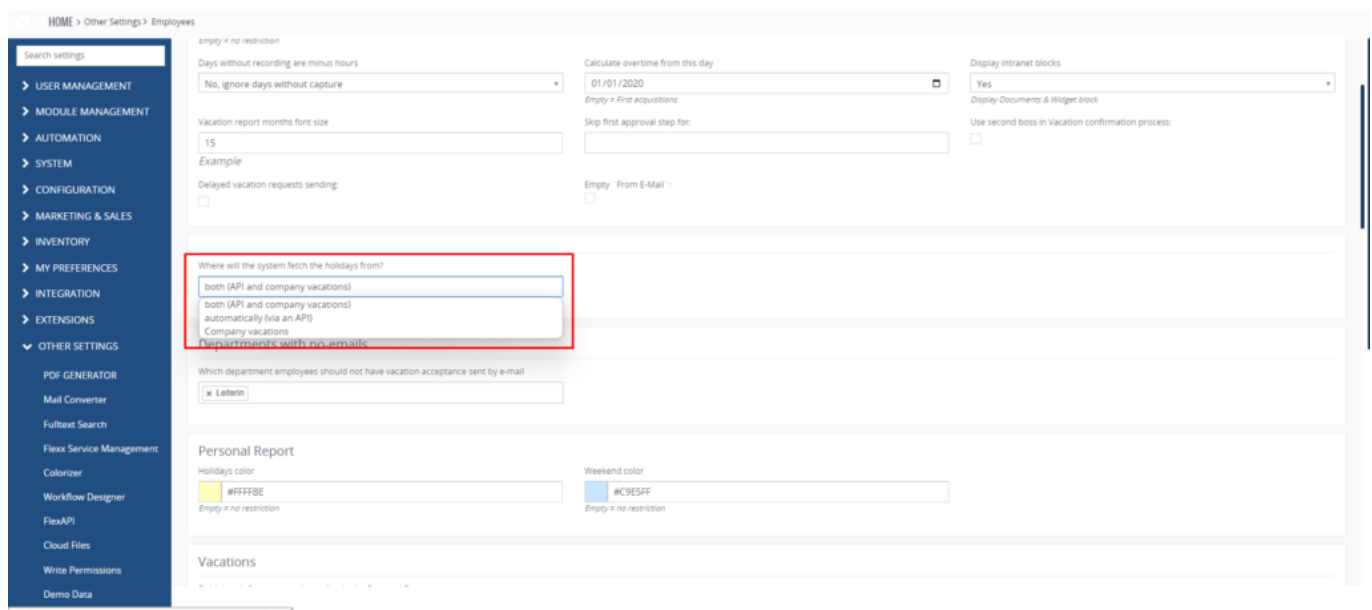 HOME > Other Settings > Employees
Search settings
USER MANAGEMENT
MODULE MANAGEMENT
AUTOMATION
SYSTEM
CONFIGURATION
MARKETING & SALES
INVENTORY
MY PREFERENCES
INTEGRATION
EXTENSIONS
OTHER SETTINGS
PDF GENERATOR
Mail Converter
Fulltext Search
Flexx Service Management
Colorizer
Workflow Designer
FlexAPI
Cloud Files
Write Permissions
Demo Data
Empty = no restriction
Days without recording are minus hours
Calculate overtime from this day
Display intranet blocks
No, ignore days without capture
01/01/2020
Yes
Empty = First acquisitions
Display Documents & Widget block
Vacation report months font size
Skip first approval step for:
Use second boss in Vacation confirmation process:
15
Example
Delayed vacation requests sending:
Empty `From E-Mail`:
Where will the system fetch the holidays from?
both (API and company vacations)
both (API and company vacations)
automatically (via an API)
Company vacations
Departments with no-emails
Which department employees should not have vacation acceptance sent by e-mail
x Leiterin
Personal Report
Holidays color
Weekend color
#FFFFBE
#C9E5FF
Empty = no restriction
Empty = no restriction
Vacations